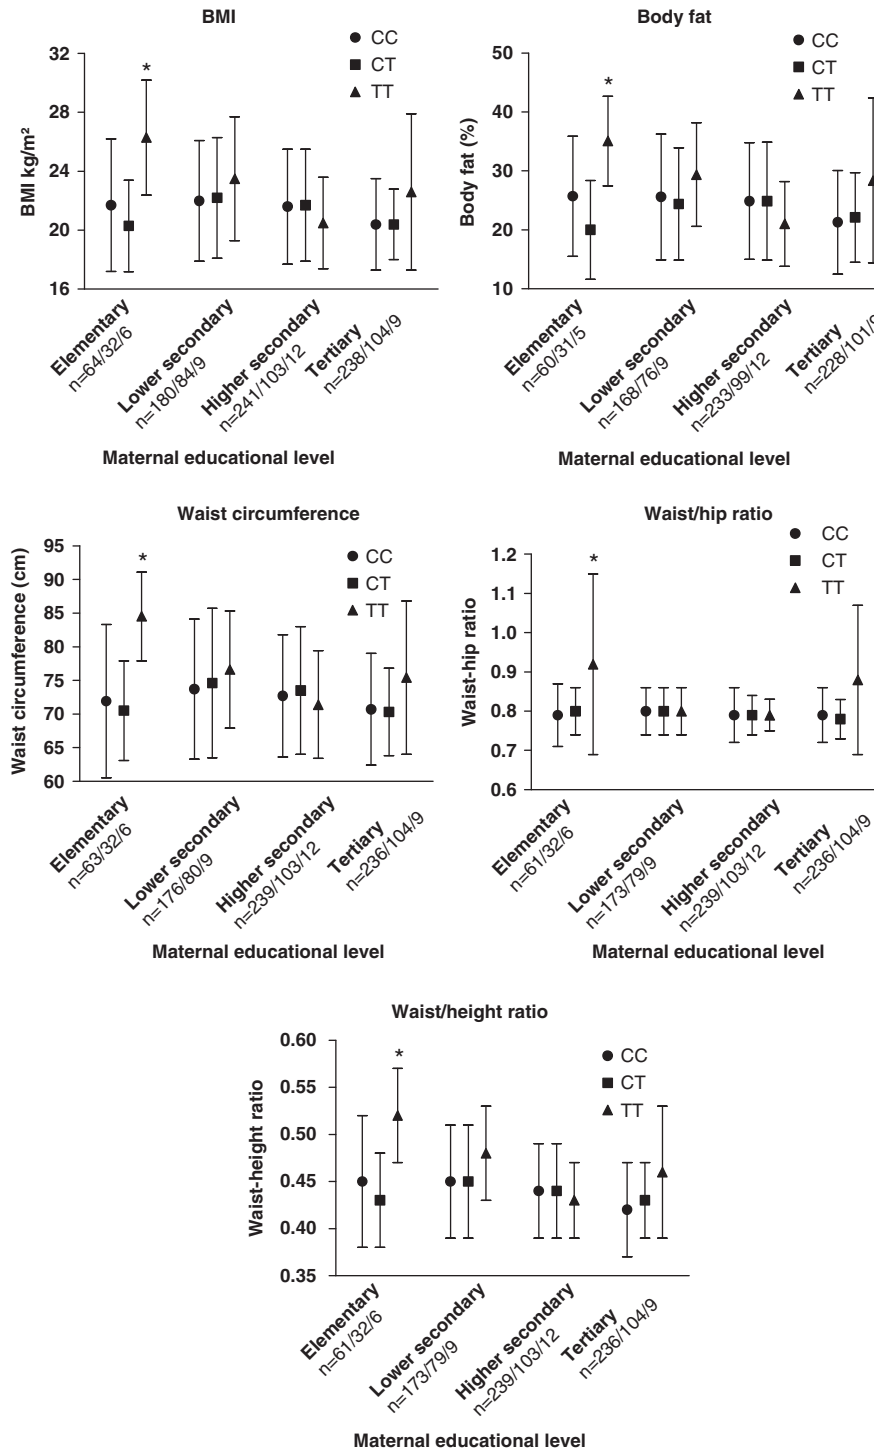 BMI
CC
CT
TT
32
28
24
20
16
*
BMI kg/m²
Elementary
n=64/32/6
Lower secondary
n=180/84/9
Higher secondary
n=241/103/12
Tertiary
n=238/104/9
Maternal educational level
Body fat
CC
CT
TT
50
40
30
20
10
*
Body fat (%)
Elementary
n=60/31/5
Lower secondary
n=168/76/9
Higher secondary
n=233/99/12
Tertiary
n=228/101/
Maternal educational level
Waist circumference
CC
CT
TT
95
90
85
80
75
70
65
60
*
Waist circumference (cm)
Elementary
n=63/32/6
Lower secondary
n=176/80/9
Higher secondary
n=239/103/12
Tertiary
n=236/104/9
Maternal educational level
Waist/hip ratio
CC
CT
TT
1.2
1.1
1.0
0.9
0.8
0.7
0.6
*
Waist-hip ratio
Elementary
n=61/32/6
Lower secondary
n=173/79/9
Higher secondary
n=239/103/12
Tertiary
n=236/104/9
Maternal educational level
Waist/height ratio
CC
CT
TT
0.60
0.55
0.50
0.45
0.40
0.35
*
Waist-height ratio
Elementary
n=61/32/6
Lower secondary
n=173/79/9
Higher secondary
n=239/103/12
Tertiary
n=236/104/9
Maternal educational level